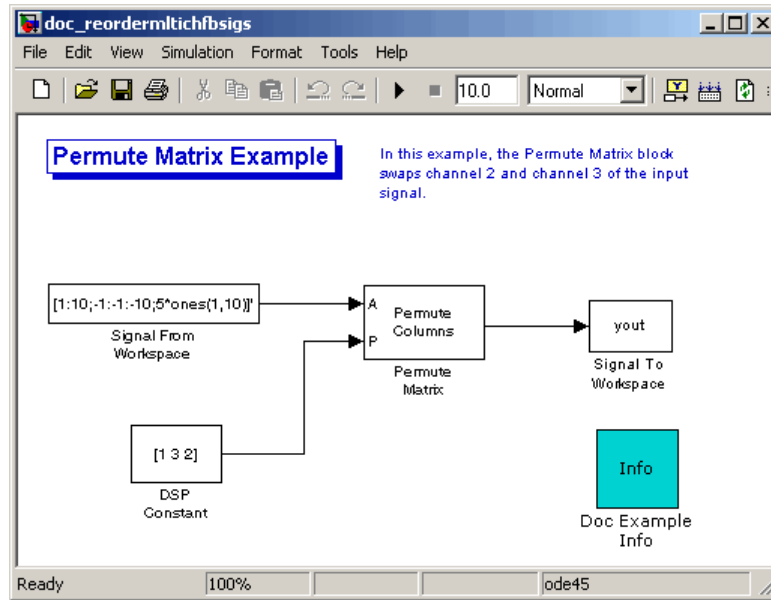 doc_reordermltichfbsigs
File Edit View Simulation Format Tools Help
10.0 Normal
Permute Matrix Example
In this example, the Permute Matrix block
swaps channel 2 and channel 3 of the input
signal.
[1:10;-1:-1:-10;5*ones(1,10)]'
Signal From
Workspace
A
P
Permute
Columns
Permute
Matrix
yout
Signal To
Workspace
[1 3 2]
DSP
Constant
Info
Doc Example
Info
Ready 100% ode45